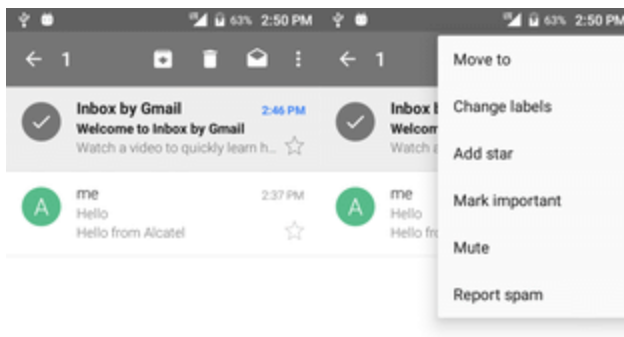 63% 2:50 PM
1
Inbox by Gmail 2:46 PM
Welcome to Inbox by Gmail
Watch a video to quickly learn h...
A me 2:37 PM
Hello
Hello from Alcatel
63% 2:50 PM
1
Inbox b
Welcom
Watch a
A me
Hello
Hello fro
Move to
Change labels
Add star
Mark important
Mute
Report spam